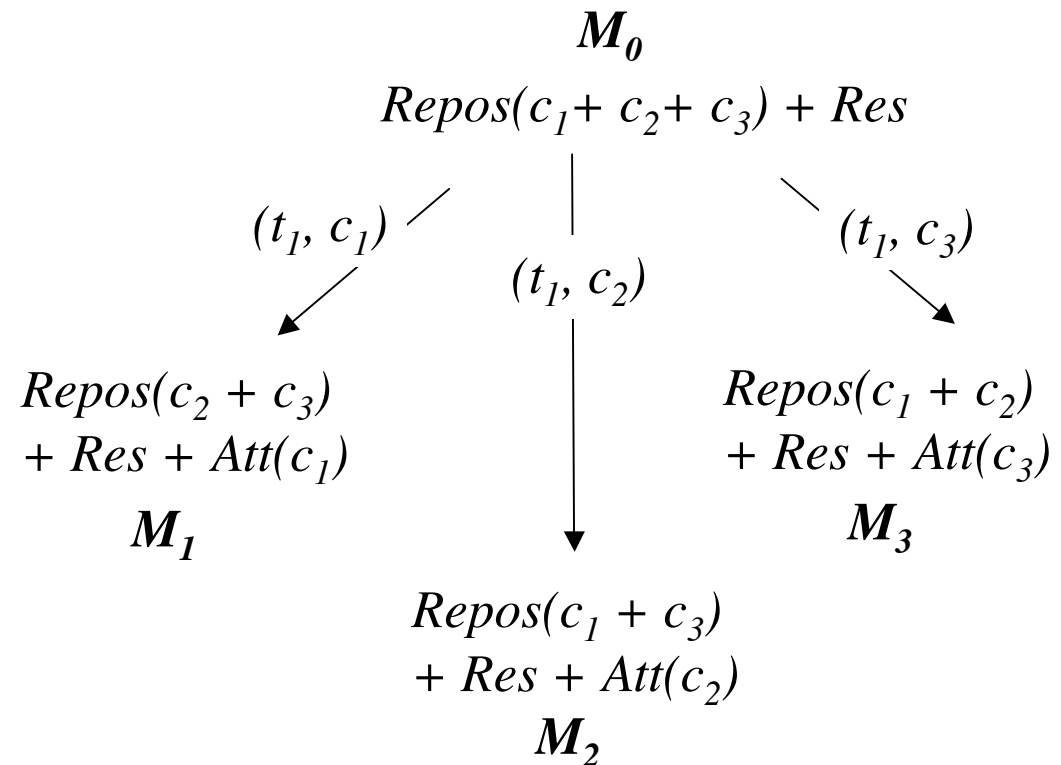 M₀
Repos(c₁+ c₂+ c₃) + Res
(t₁, c₁)
(t₁, c₂)
(t₁, c₃)
Repos(c₂ + c₃)
+ Res + Att(c₁)
M₁
Repos(c₁ + c₂)
+ Res + Att(c₃)
M₃
Repos(c₁ + c₃)
+ Res + Att(c₂)
M₂